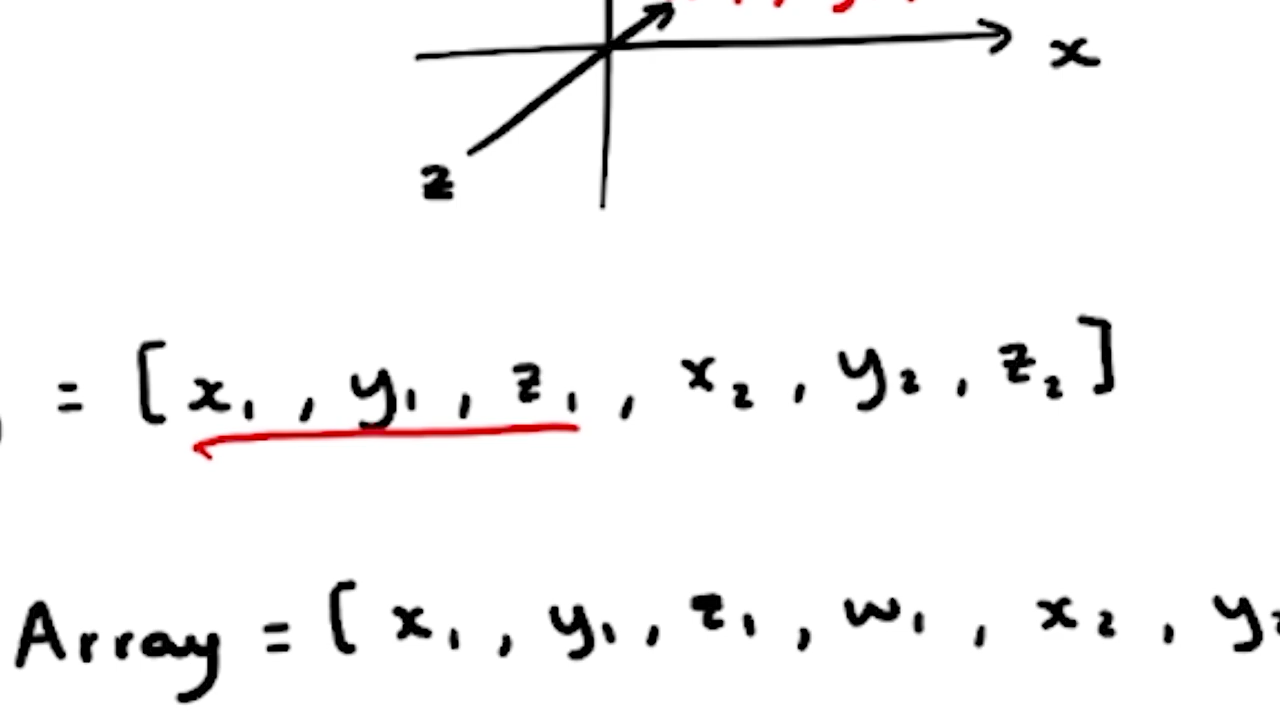 x
z
= [ x₁ , y₁ , z₁ , x₂ , y₂ , z₂ ]
Array = [ x₁ , y₁ , z₁ , w₁ , x₂ , y₂